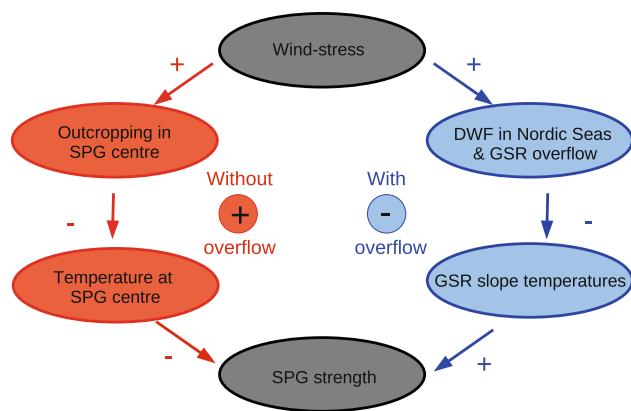 Wind-stress
+
+
Outcropping in
SPG centre
DWF in Nordic Seas
& GSR overflow
Without
+
overflow
With
-
overflow
-
-
Temperature at
SPG centre
GSR slope temperatures
-
+
SPG strength